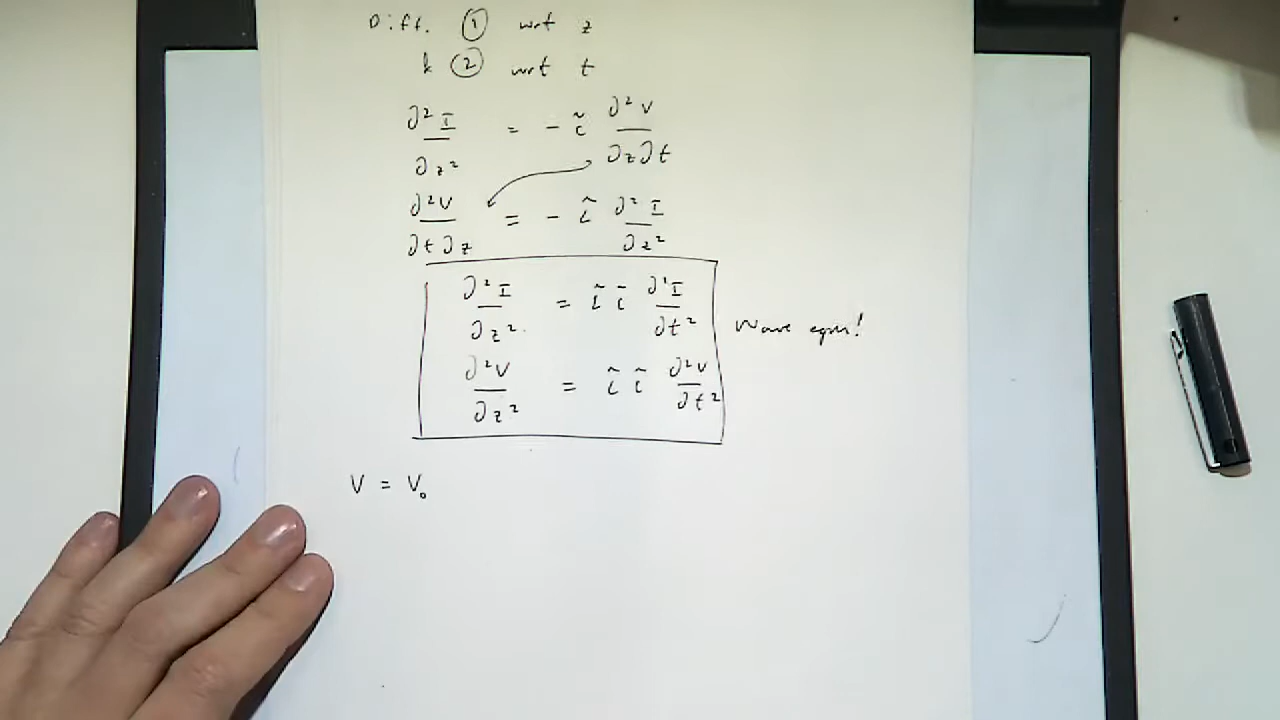 Diff. ① wrt z
& ② wrt t
∂²I/∂z² = - c̃ ∂²V/∂z∂t
∂²V/∂t∂z = - l̃ ∂²I/∂z²
∂²I/∂z² = l̃ c̃ ∂²I/∂t²
Wave eqns!
∂²V/∂z² = l̃ c̃ ∂²V/∂t²
V = V₀